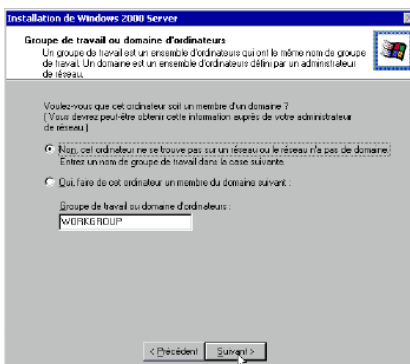 Installation de Windows 2000 Server
Groupe de travail ou domaine d'ordinateurs
Un groupe de travail est un ensemble d'ordinateurs qui ont le même nom de groupe
de travail. Un domaine est un ensemble d'ordinateurs défini par un administrateur
de réseau.
Voulez-vous que cet ordinateur soit un membre d'un domaine ?
(Vous devrez peut-être obtenir cette information auprès de votre administrateur
de réseau.)
Non, cet ordinateur ne se trouve pas sur un réseau ou le réseau n'a pas de domaine.
Entrez un nom de groupe de travail dans la case suivante.
Oui, faire de cet ordinateur un membre du domaine suivant :
Groupe de travail ou domaine d'ordinateurs :
WORKGROUP
< Précédent Suivant >